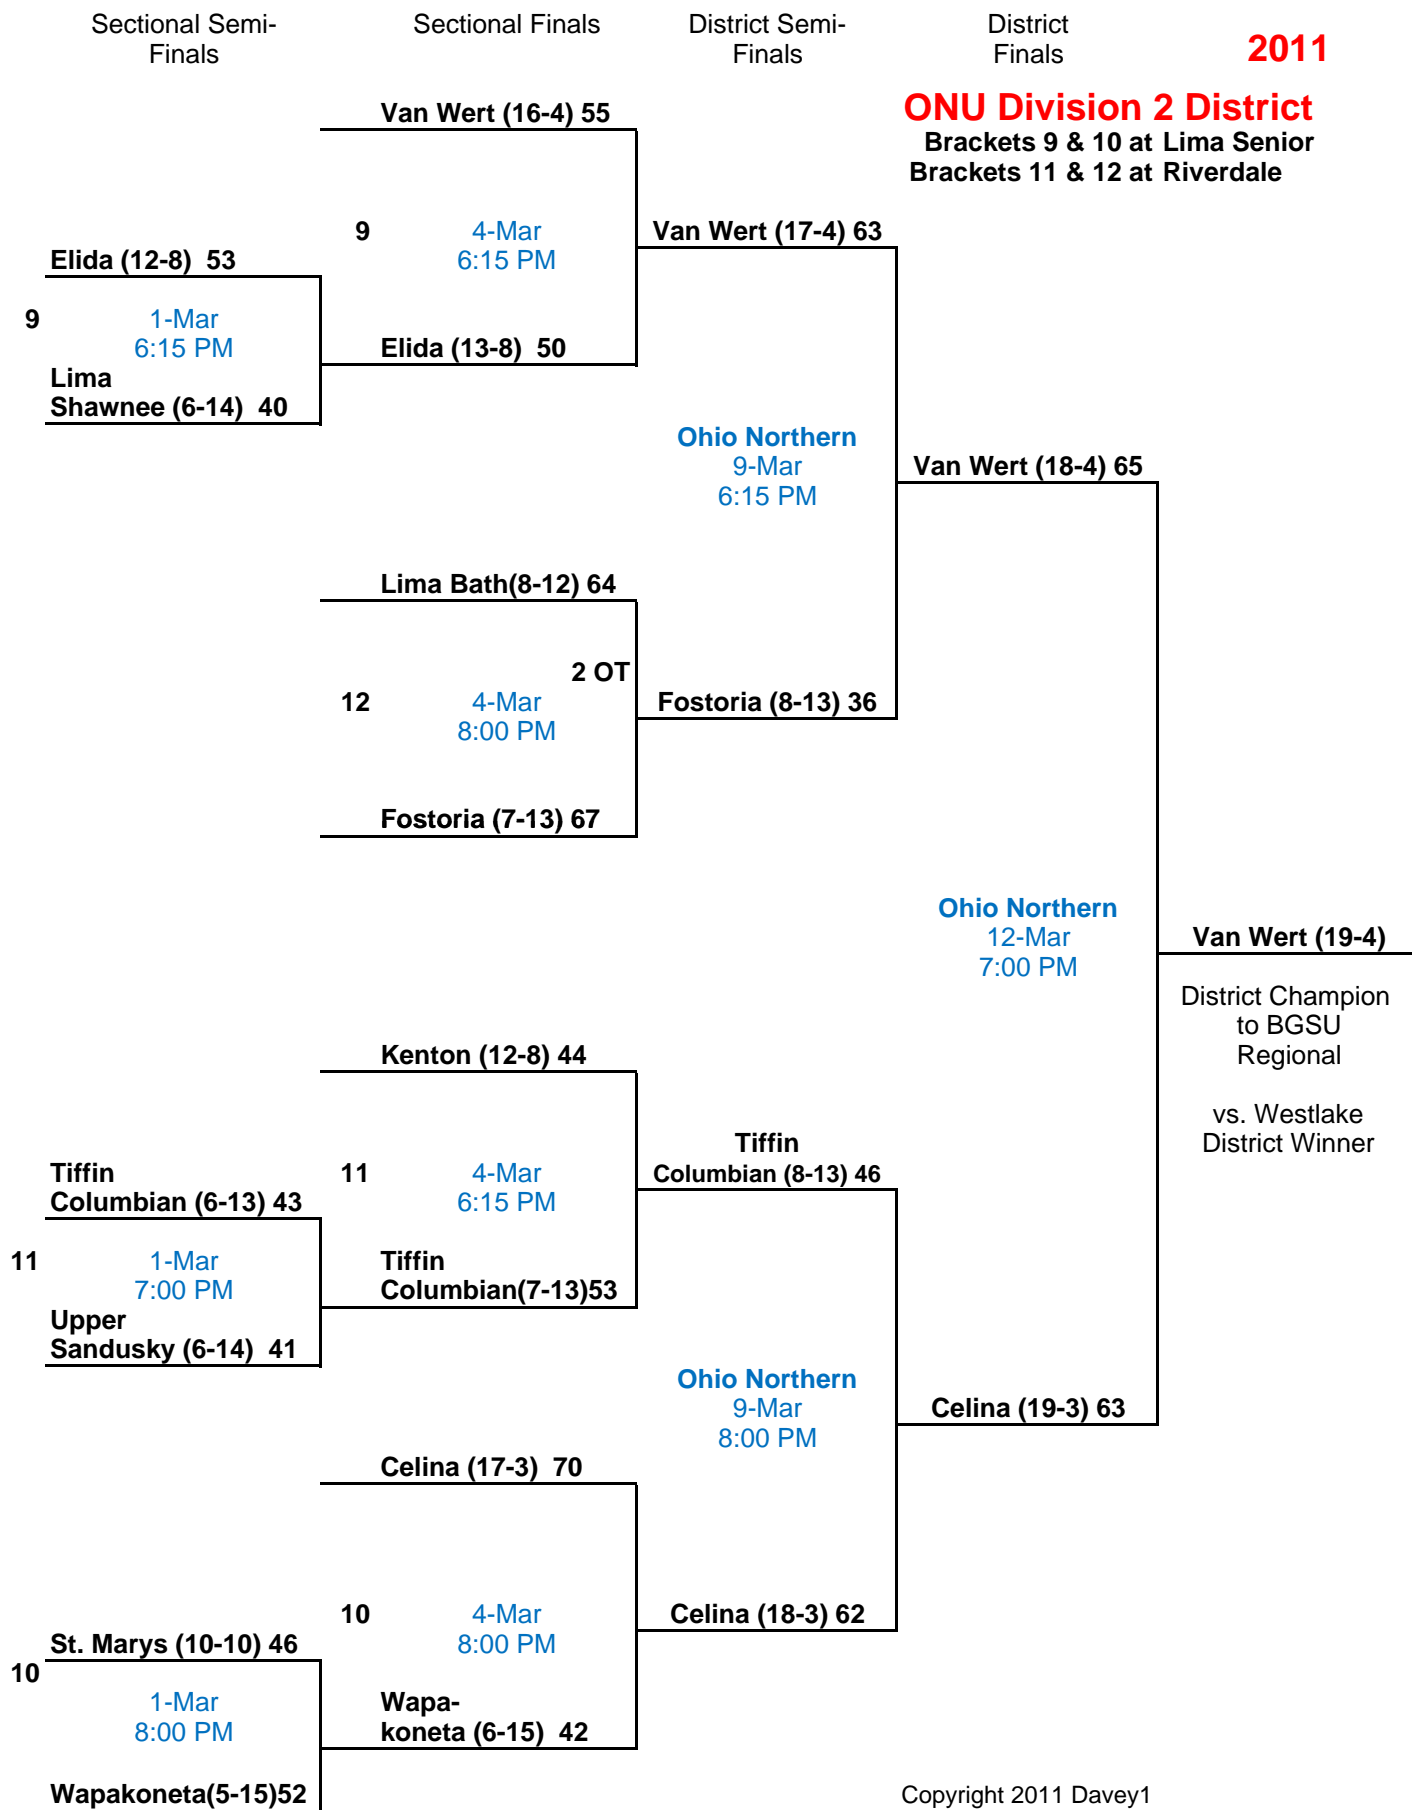 Sectional Semi-
Finals
Sectional Finals
District Semi-
Finals
District
Finals
2011
ONU Division 2 District
Brackets 9 & 10 at Lima Senior
Brackets 11 & 12 at Riverdale
Van Wert (16-4) 55
9
4-Mar
6:15 PM
Van Wert (17-4) 63
Elida (12-8) 53
9
1-Mar
6:15 PM
Elida (13-8) 50
Lima
Shawnee (6-14) 40
Ohio Northern
9-Mar
6:15 PM
Van Wert (18-4) 65
Lima Bath(8-12) 64
2 OT
12
4-Mar
8:00 PM
Fostoria (8-13) 36
Fostoria (7-13) 67
Ohio Northern
12-Mar
7:00 PM
Van Wert (19-4)
District Champion
to BGSU
Regional
vs. Westlake
District Winner
Kenton (12-8) 44
Tiffin
Columbian (8-13) 46
Tiffin
Columbian (6-13) 43
11
4-Mar
6:15 PM
11
1-Mar
7:00 PM
Tiffin
Columbian(7-13)53
Upper
Sandusky (6-14) 41
Ohio Northern
9-Mar
8:00 PM
Celina (19-3) 63
Celina (17-3) 70
10
4-Mar
8:00 PM
Celina (18-3) 62
St. Marys (10-10) 46
10
1-Mar
8:00 PM
Wapa-
koneta (6-15) 42
Wapakoneta(5-15)52
Copyright 2011 Davey1